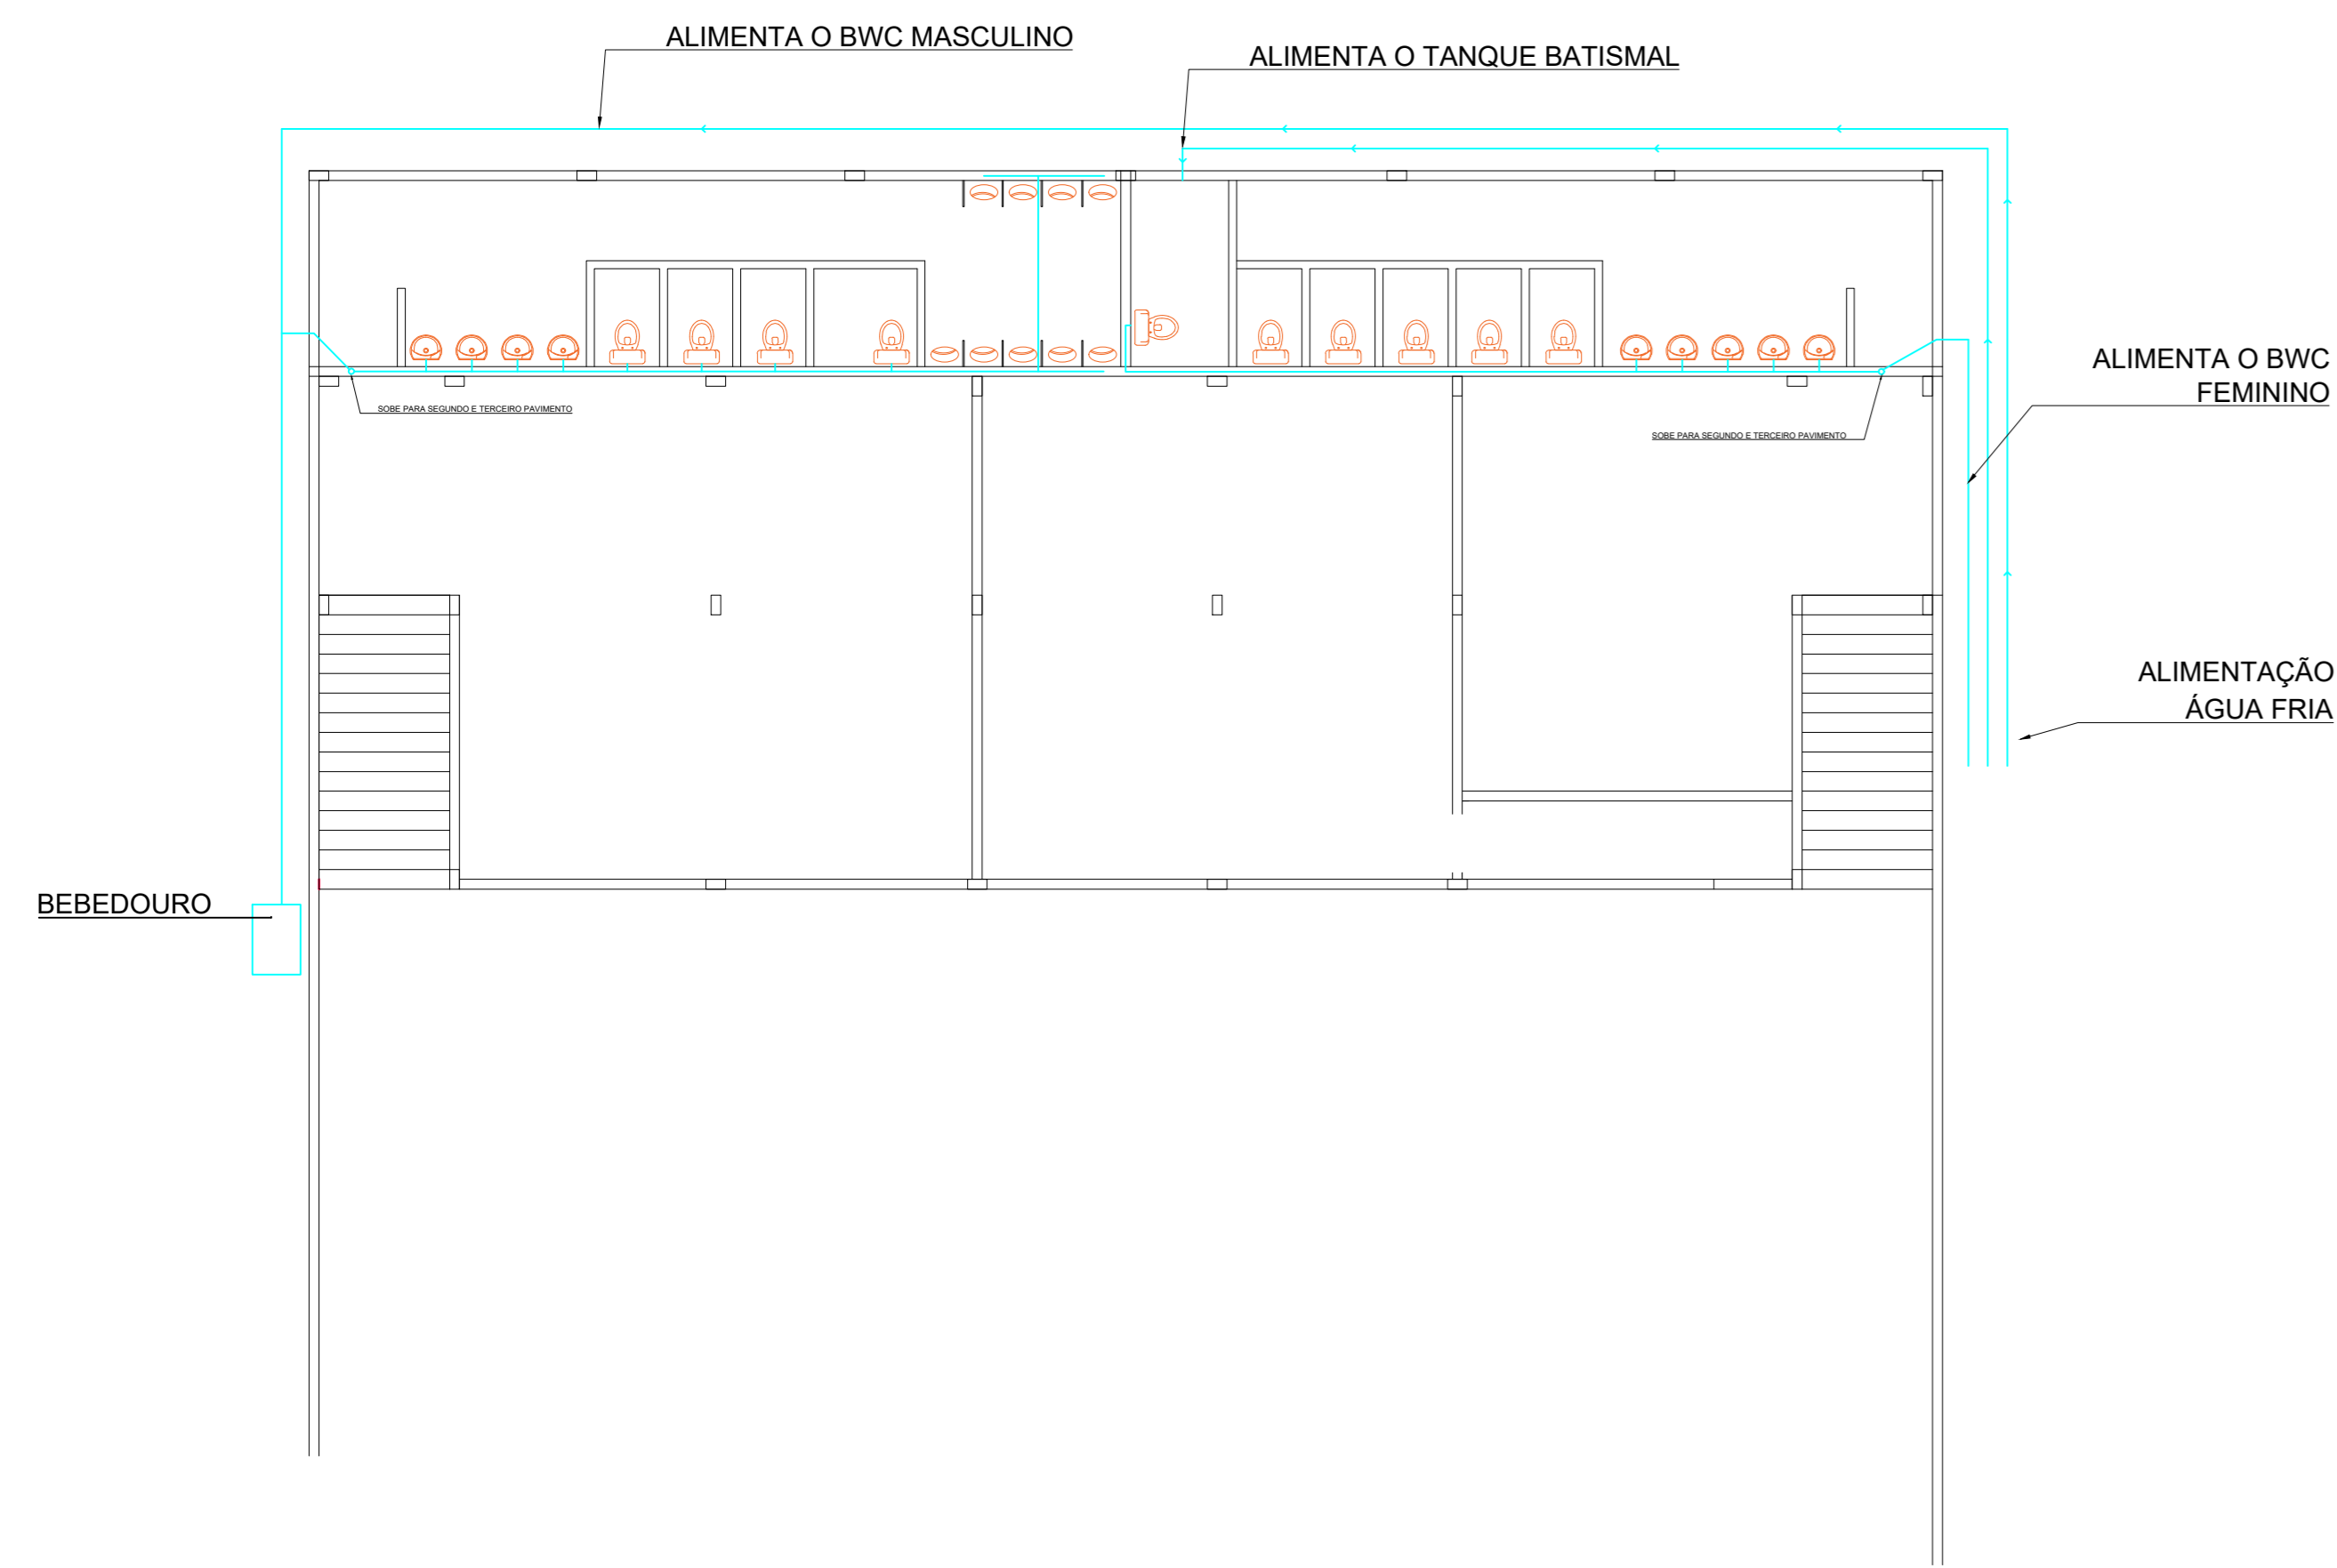 ALIMENTA O BWC MASCULINO
ALIMENTA O TANQUE BATISMAL
ALIMENTA O BWC
FEMININO
SOBE PARA SEGUNDO E TERCEIRO PAVIMENTO
SOBE PARA SEGUNDO E TERCEIRO PAVIMENTO
ALIMENTAÇÃO
ÁGUA FRIA
BEBEDOURO